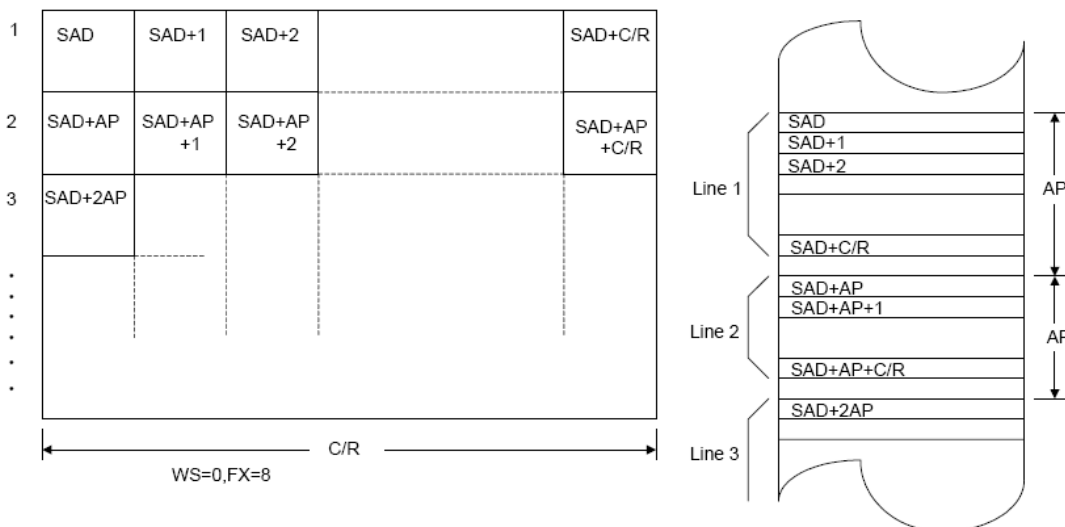 1 SAD SAD+1 SAD+2 SAD+C/R
2 SAD+AP SAD+AP +1 SAD+AP +2 SAD+AP +C/R
3 SAD+2AP
C/R
WS=0,FX=8
Line 1
SAD
SAD+1
SAD+2
SAD+C/R
AP
Line 2
SAD+AP
SAD+AP+1
SAD+AP+C/R
AP
Line 3
SAD+2AP